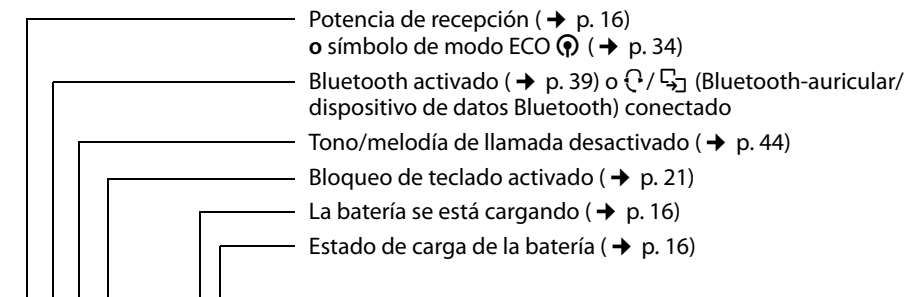 Potencia de recepción ( ➔ p. 16)
o símbolo de modo ECO ( ➔ p. 34)
Bluetooth activado ( ➔ p. 39) o / (Bluetooth-auricular/
dispositivo de datos Bluetooth) conectado
Tono/melodía de llamada desactivado ( ➔ p. 44)
Bloqueo de teclado activado ( ➔ p. 21)
La batería se está cargando ( ➔ p. 16)
Estado de carga de la batería ( ➔ p. 16)